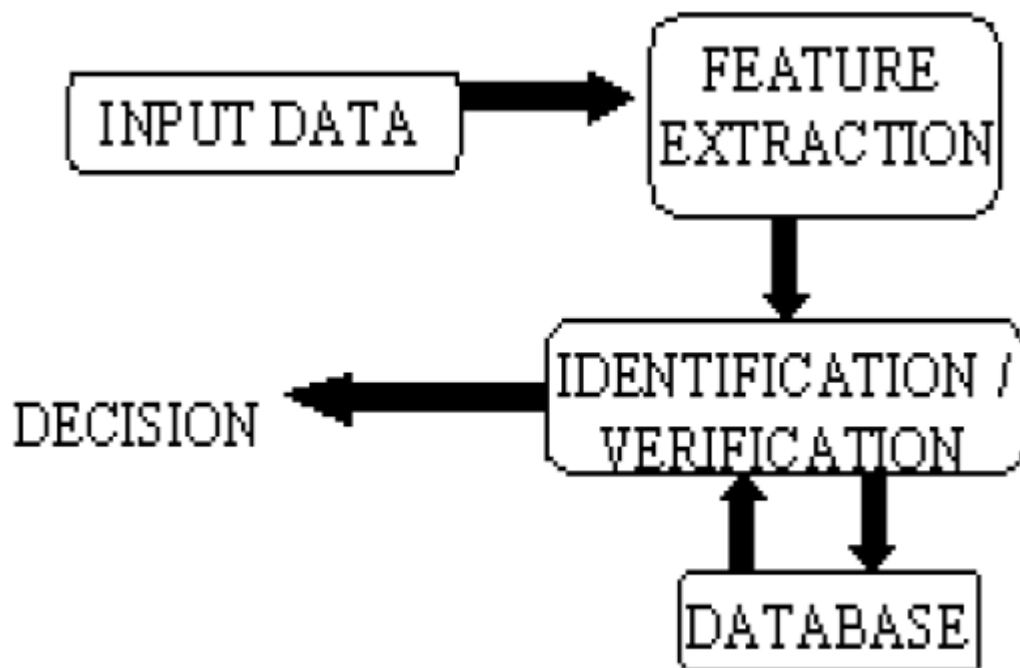 INPUT DATA
FEATURE
EXTRACTION
IDENTIFICATION /
VERIFICATION
DECISION
DATABASE